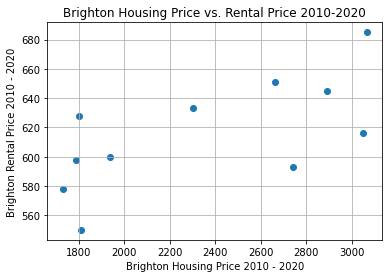 Brighton Housing Price vs. Rental Price 2010-2020
Brighton Rental Price 2010 - 2020
680
660
640
620
600
580
560
1800 2000 2200 2400 2600 2800 3000
Brighton Housing Price 2010 - 2020